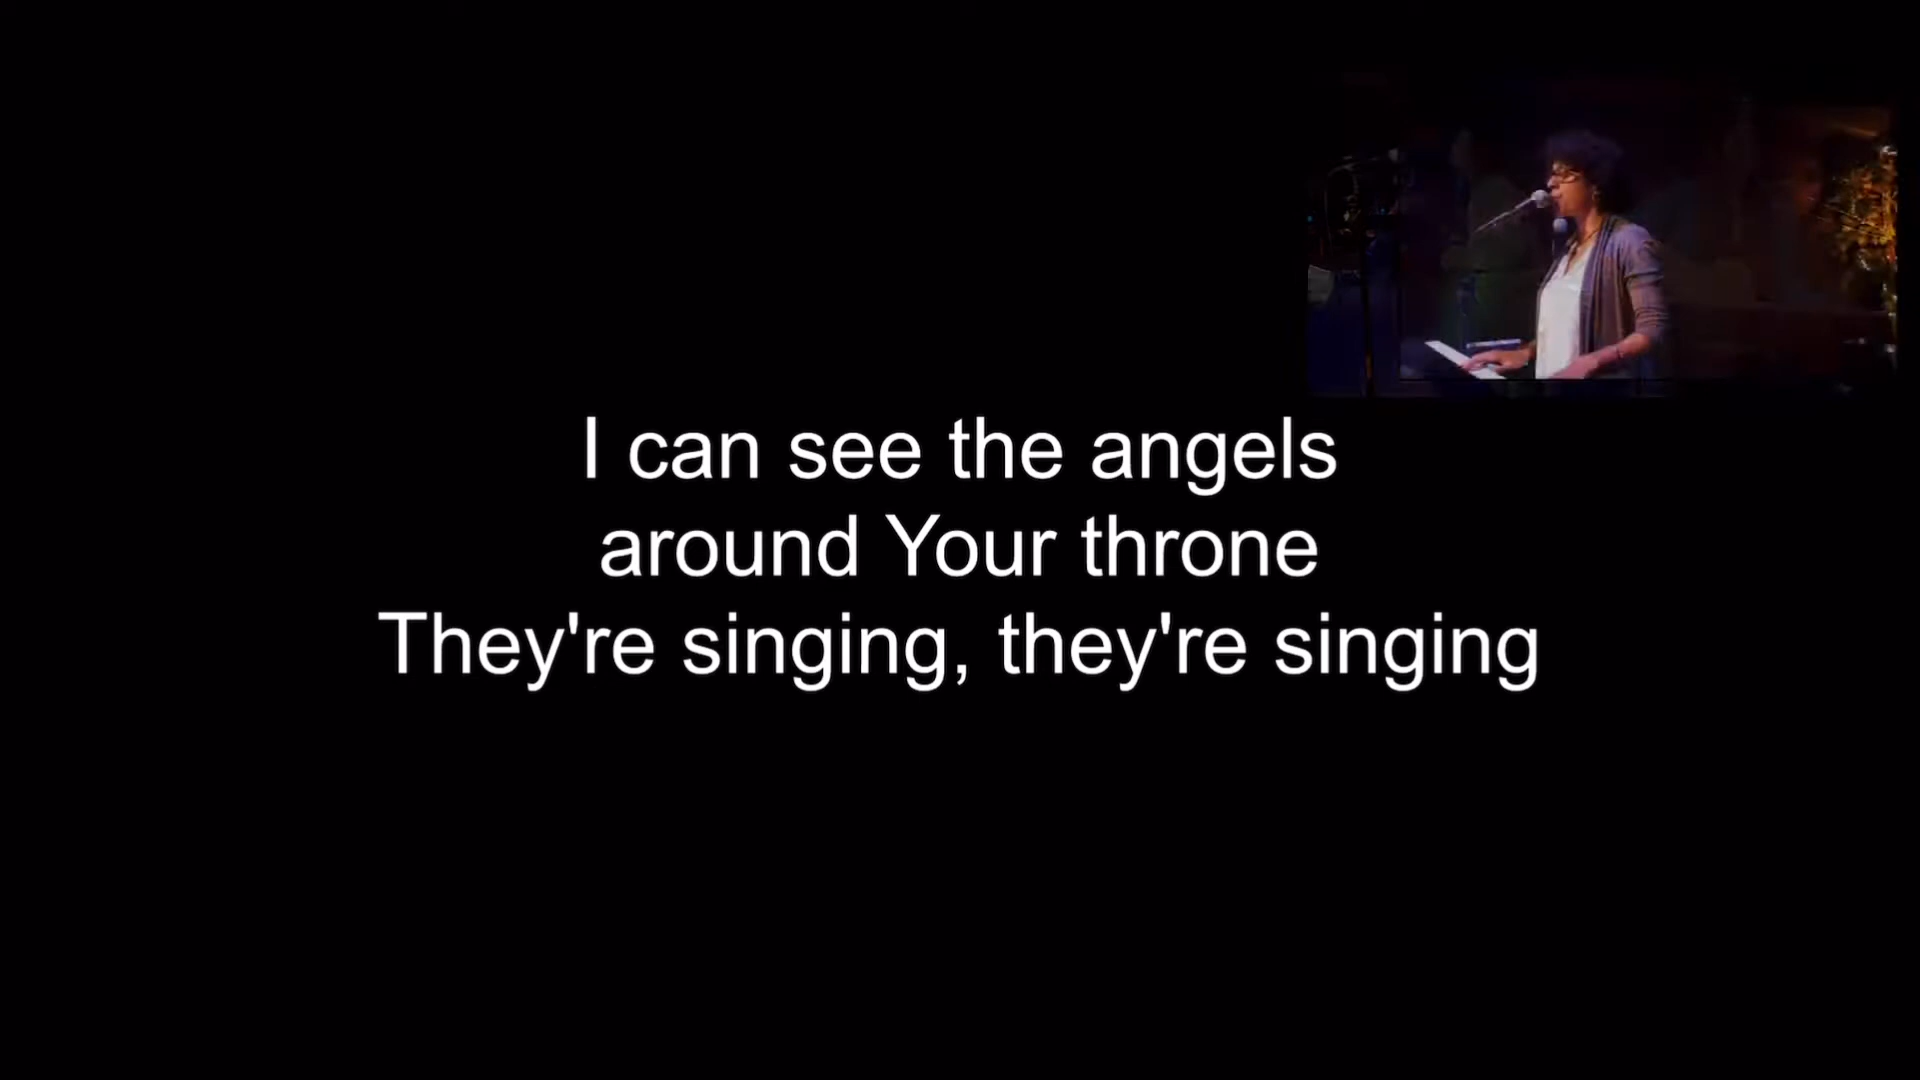 I can see the angels
around Your throne
They're singing, they're singing